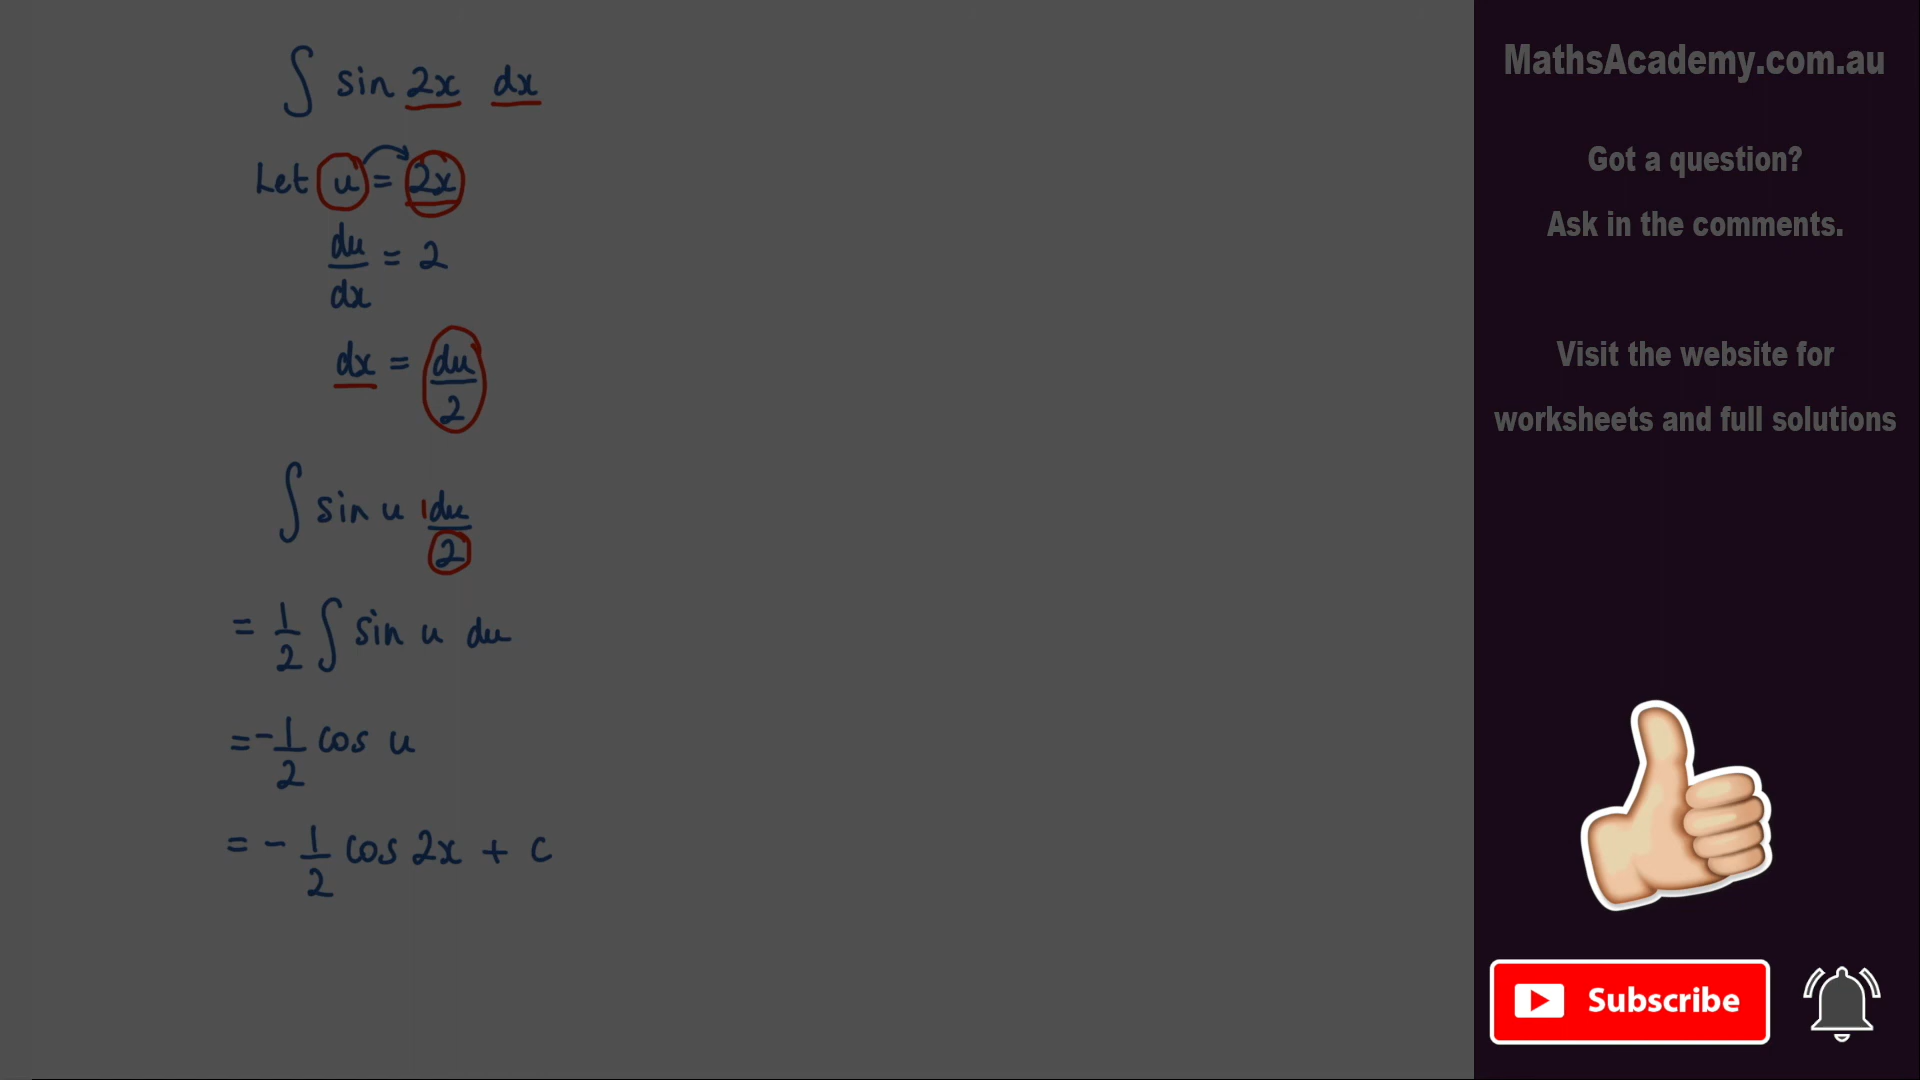 ∫ sin 2x dx
Let u = 2x
du/dx = 2
dx = du/2
∫ sin u 1du/2
= 1/2 ∫ sin u du
= -1/2 cos u
= - 1/2 cos 2x + c
MathsAcademy.com.au
Got a question?
Ask in the comments.
Visit the website for
worksheets and full solutions
Subscribe